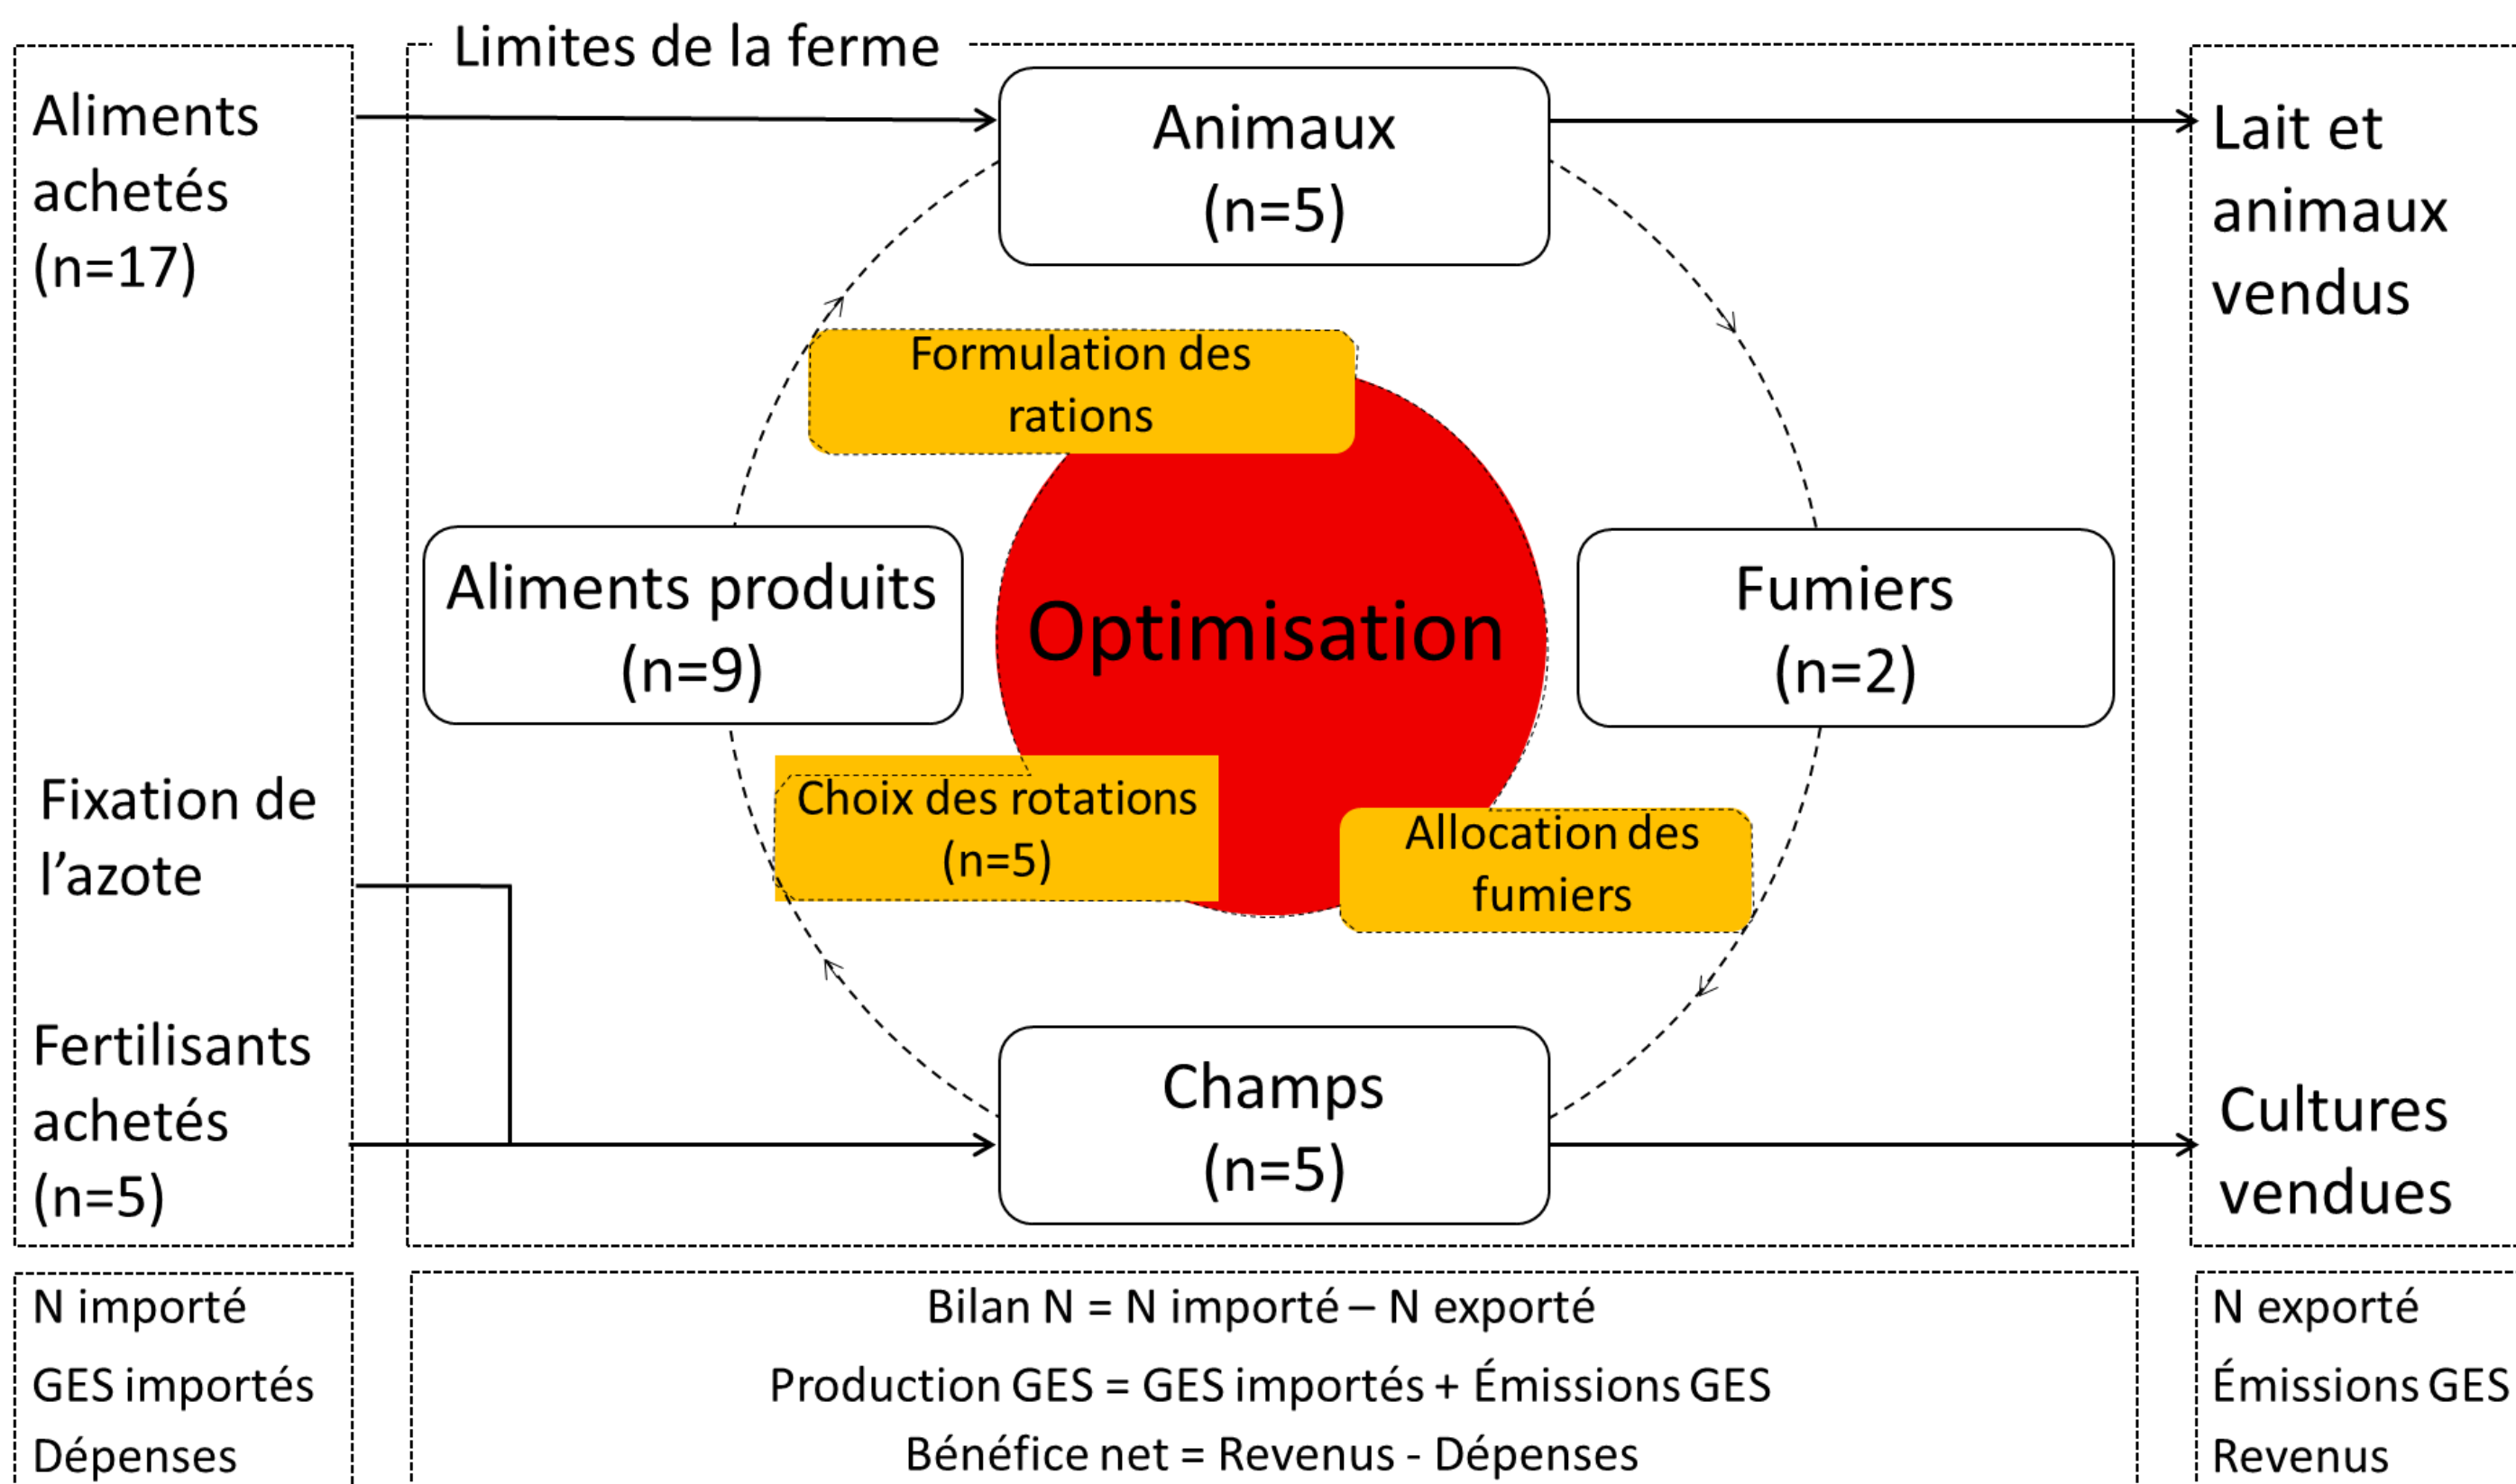 Limites de la ferme
Aliments
achetés
(n=17)
Fixation de
l’azote
Fertilisants
achetés
(n=5)
Animaux
(n=5)
Formulation des
rations
Aliments produits
(n=9)
Optimisation
Fumiers
(n=2)
Choix des rotations
(n=5)
Allocation des
fumiers
Champs
(n=5)
Lait et
animaux
vendus
Cultures
vendues
N importé
GES importés
Dépenses
Bilan N = N importé – N exporté
Production GES = GES importés + Émissions GES
Bénéfice net = Revenus - Dépenses
N exporté
Émissions GES
Revenus